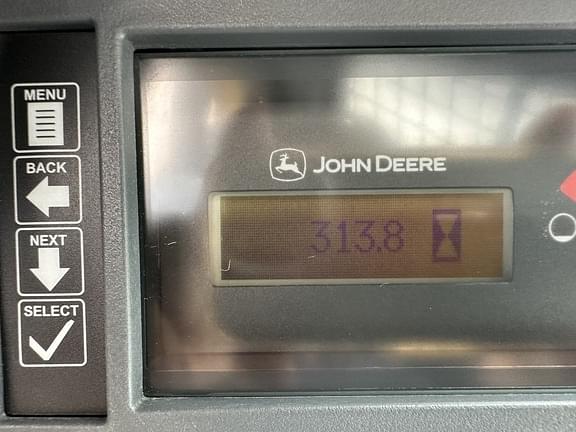 MENU
BACK
NEXT
SELECT
JOHN DEERE
313.8